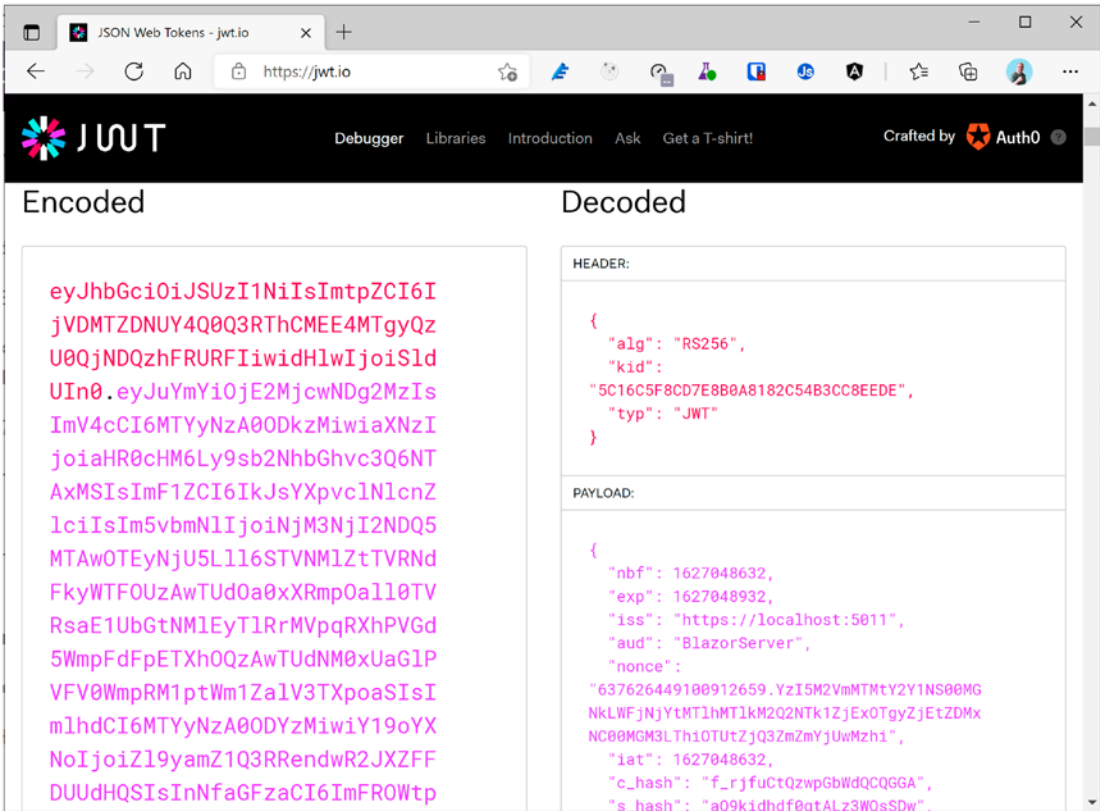 JSON Web Tokens - jwt.io
https://jwt.io
JWT
Debugger Libraries Introduction Ask Get a T-shirt! Crafted by Auth0
Encoded
Decoded
eyJhbGciOiJSUzI1NiIsImtpZCI6I
jVDMTZDNUY4Q0Q3RThCMEE4MTgyQz
U0QjNDQzhFRURFIiwidHlwIjoiSld
UIn0.eyJuYmYiOjE2MjcwNDg2MzIs
ImV4cCI6MTYyNzA0ODkzMiwiaXNzI
joiaHR0cHM6Ly9sb2NhbGhvc3Q6NT
AxMSIsImF1ZCI6IkJsYXpvclNlcnZ
lciIsIm5vbmNlIjoiNjM3NjI2NDQ5
MTAwOTEyNjU5Lll6STVNMlZtTVRNd
FkyWTFOUzAwTUdOa0xXRmpOall0TV
RsaE1UbGtNMlEyTlRrMVpqRXhPVGd
5WmpFdFpETXhOQzAwTUdNM0xUaGlP
VFV0WmpRM1ptWm1ZalV3TXpoaSIsI
mlhdCI6MTYyNzA0ODYzMiwiY19oYX
NoIjoiZl9yamZ1Q3RRendwR2JXZFF
DUUdHQSIsInNfaGFzaCI6ImFROWtp
HEADER:
{
"alg": "RS256",
"kid":
"5C16C5F8CD7E8B0A8182C54B3CC8EEDE",
"typ": "JWT"
}
PAYLOAD:
{
"nbf": 1627048632,
"exp": 1627048932,
"iss": "https://localhost:5011",
"aud": "BlazorServer",
"nonce":
"637626449100912659.YzI5M2VmMTMtY2Y1NS00MG
NkLWFjNjYtMTlhMTlkM2Q2NTk1ZjExOTgyZjEtZDMx
NC00MGM3LThiOTUtZjQ3ZmZmYjUwMzhi",
"iat": 1627048632,
"c_hash": "f_rjfuCtQzwpGbWdQCQGGA",
"s_hash": "aQ9kidhdf0gtALz3WOsSDw",